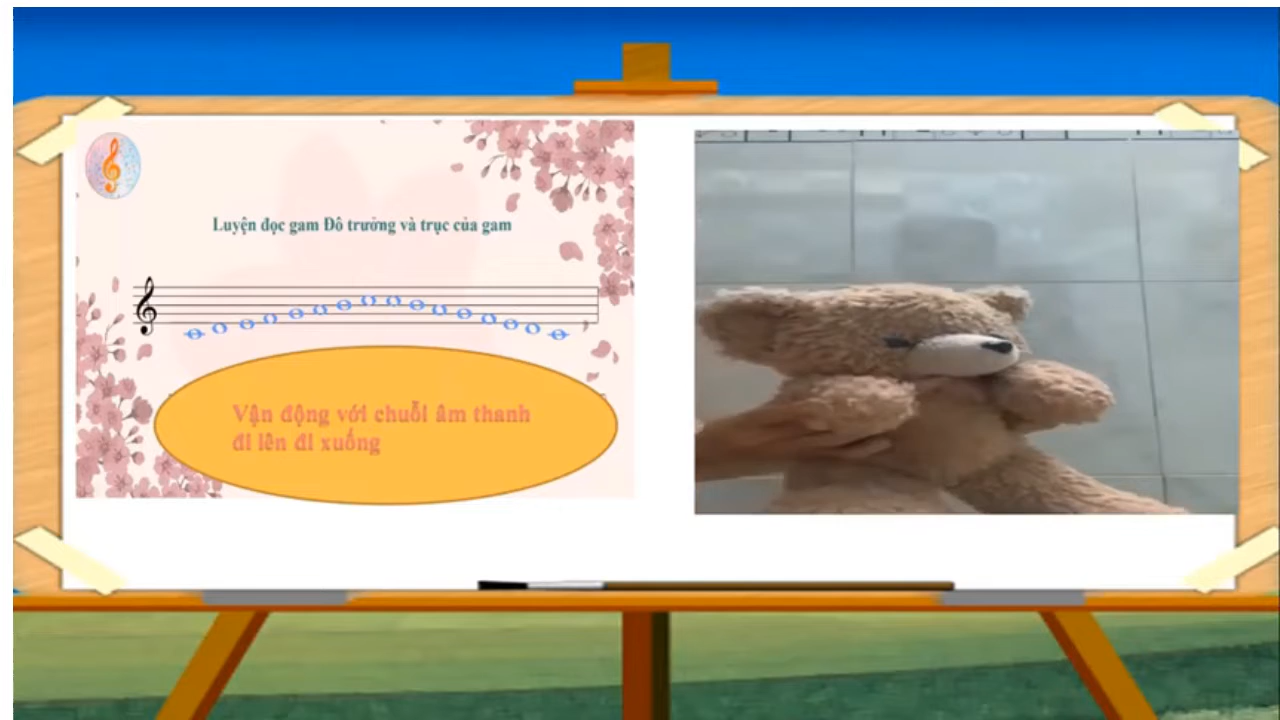 Luyện đọc gam Đô trưởng và trục của gam
Vận động với chuỗi âm thanh
đi lên đi xuống